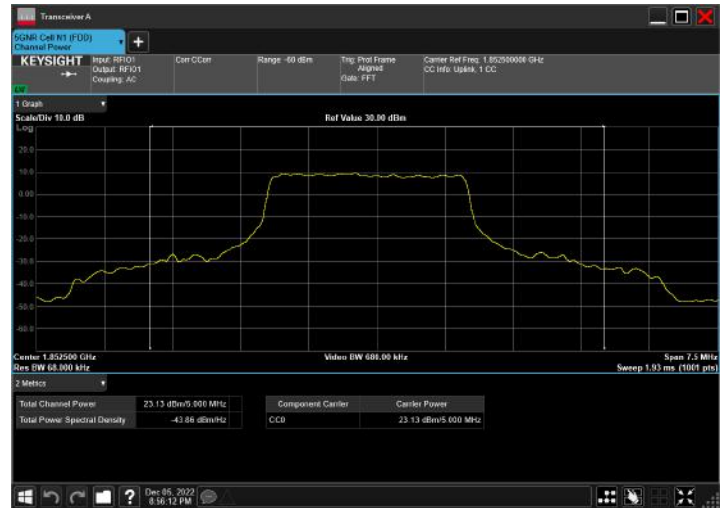 Transceiver A
5GNR Cell N1 (FDD)
Channel Power
KEYSIGHT
Input: RFIO1
Output: RFIO1
Coupling: AC
Corr CCorr
Range: -60 dBm
Trig: Prot Frame
Aligned
Gate: FFT
Carrier Ref Freq: 1.852500000 GHz
CC Info: Uplink, 1 CC
1 Graph
Scale/Div 10.0 dB
Ref Value 30.00 dBm
Log
20.0
10.0
0.00
-10.0
-20.0
-30.0
-40.0
-50.0
-60.0
Center 1.852500 GHz
Video BW 680.00 kHz
Span 7.5 MHz
Res BW 68.000 kHz
Sweep 1.93 ms (1001 pts)
2 Metrics
Total Channel Power 23.13 dBm/5.000 MHz
Total Power Spectral Density -43.86 dBm/Hz
Component Carrier Carrier Power
CC0 23.13 dBm/5.000 MHz
Dec 05, 2022
8:56:12 PM